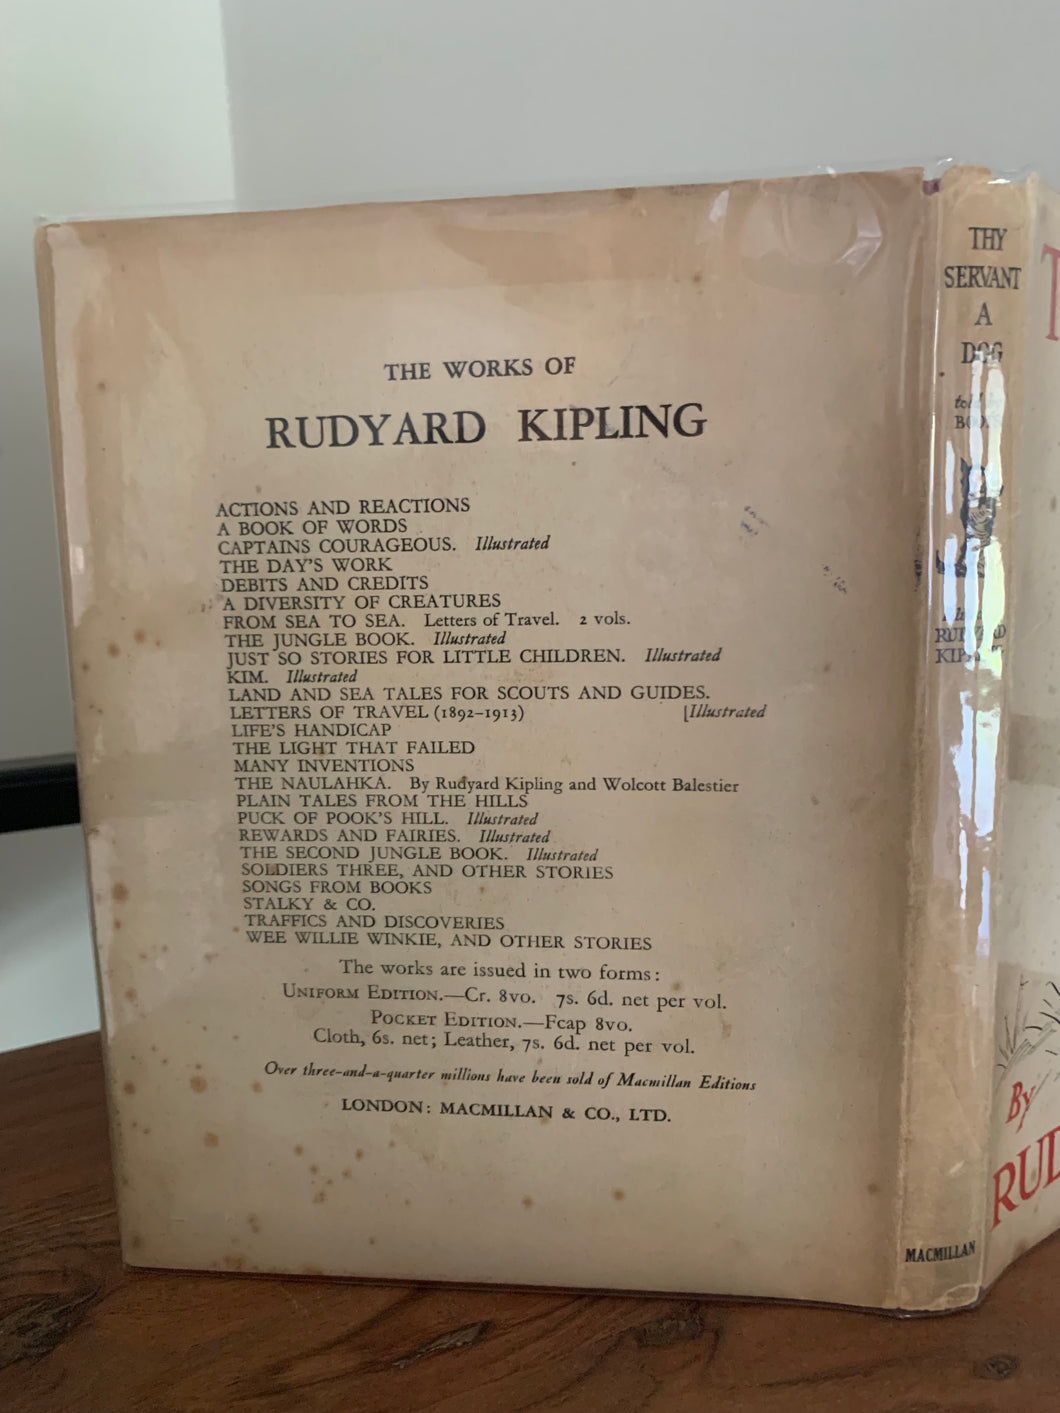 THE WORKS OF
RUDYARD KIPLING
ACTIONS AND REACTIONS
A BOOK OF WORDS
CAPTAINS COURAGEOUS. Illustrated
THE DAY'S WORK
DEBITS AND CREDITS
A DIVERSITY OF CREATURES
FROM SEA TO SEA. Letters of Travel. 2 vols.
THE JUNGLE BOOK. Illustrated
JUST SO STORIES FOR LITTLE CHILDREN. Illustrated
KIM. Illustrated
LAND AND SEA TALES FOR SCOUTS AND GUIDES.
LETTERS OF TRAVEL (1892–1913) [Illustrated
LIFE'S HANDICAP
THE LIGHT THAT FAILED
MANY INVENTIONS
THE NAULAHKA. By Rudyard Kipling and Wolcott Balestier
PLAIN TALES FROM THE HILLS
PUCK OF POOK'S HILL. Illustrated
REWARDS AND FAIRIES. Illustrated
THE SECOND JUNGLE BOOK. Illustrated
SOLDIERS THREE, AND OTHER STORIES
SONGS FROM BOOKS
STALKY & CO.
TRAFFICS AND DISCOVERIES
WEE WILLIE WINKIE, AND OTHER STORIES
The works are issued in two forms:
UNIFORM EDITION.—Cr. 8vo. 7s. 6d. net per vol.
POCKET EDITION.—Fcap 8vo.
Cloth, 6s. net; Leather, 7s. 6d. net per vol.
Over three-and-a-quarter millions have been sold of Macmillan Editions
LONDON: MACMILLAN & CO., LTD.
THY
SERVANT
A
DOG
RUDYARD
KIPLING
MACMILLAN
By